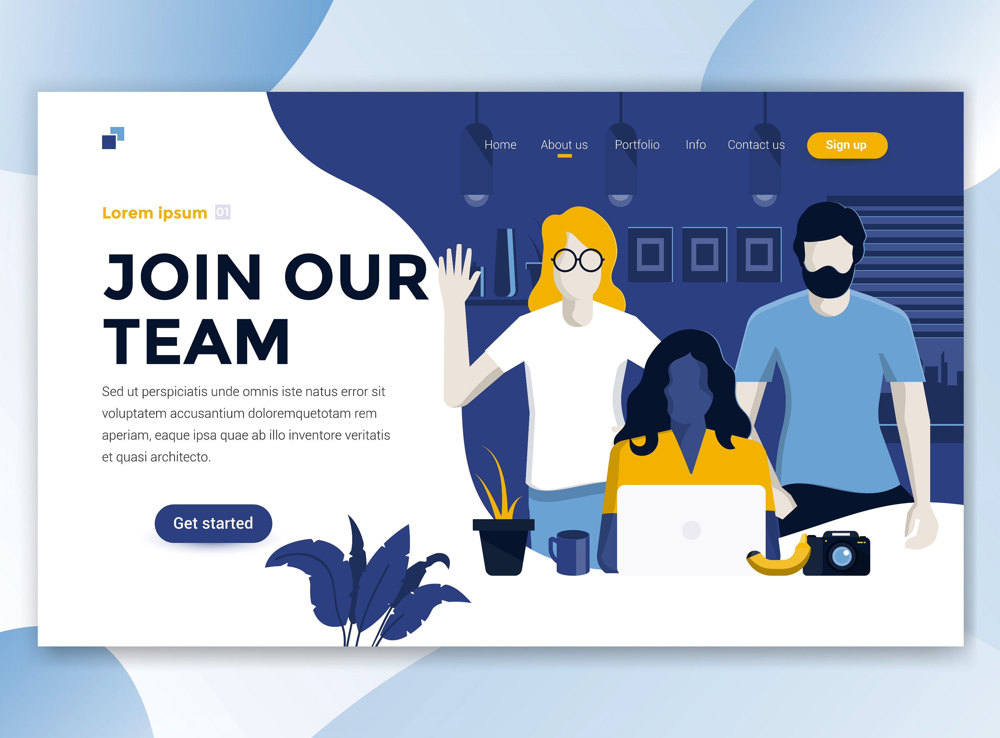 Home About us Portfolio Info Contact us Sign up
Lorem ipsum 01
JOIN OUR
TEAM
Sed ut perspiciatis unde omnis iste natus error sit
voluptatem accusantium doloremquetotam rem
aperiam, eaque ipsa quae ab illo inventore veritatis
et quasi architecto.
Get started